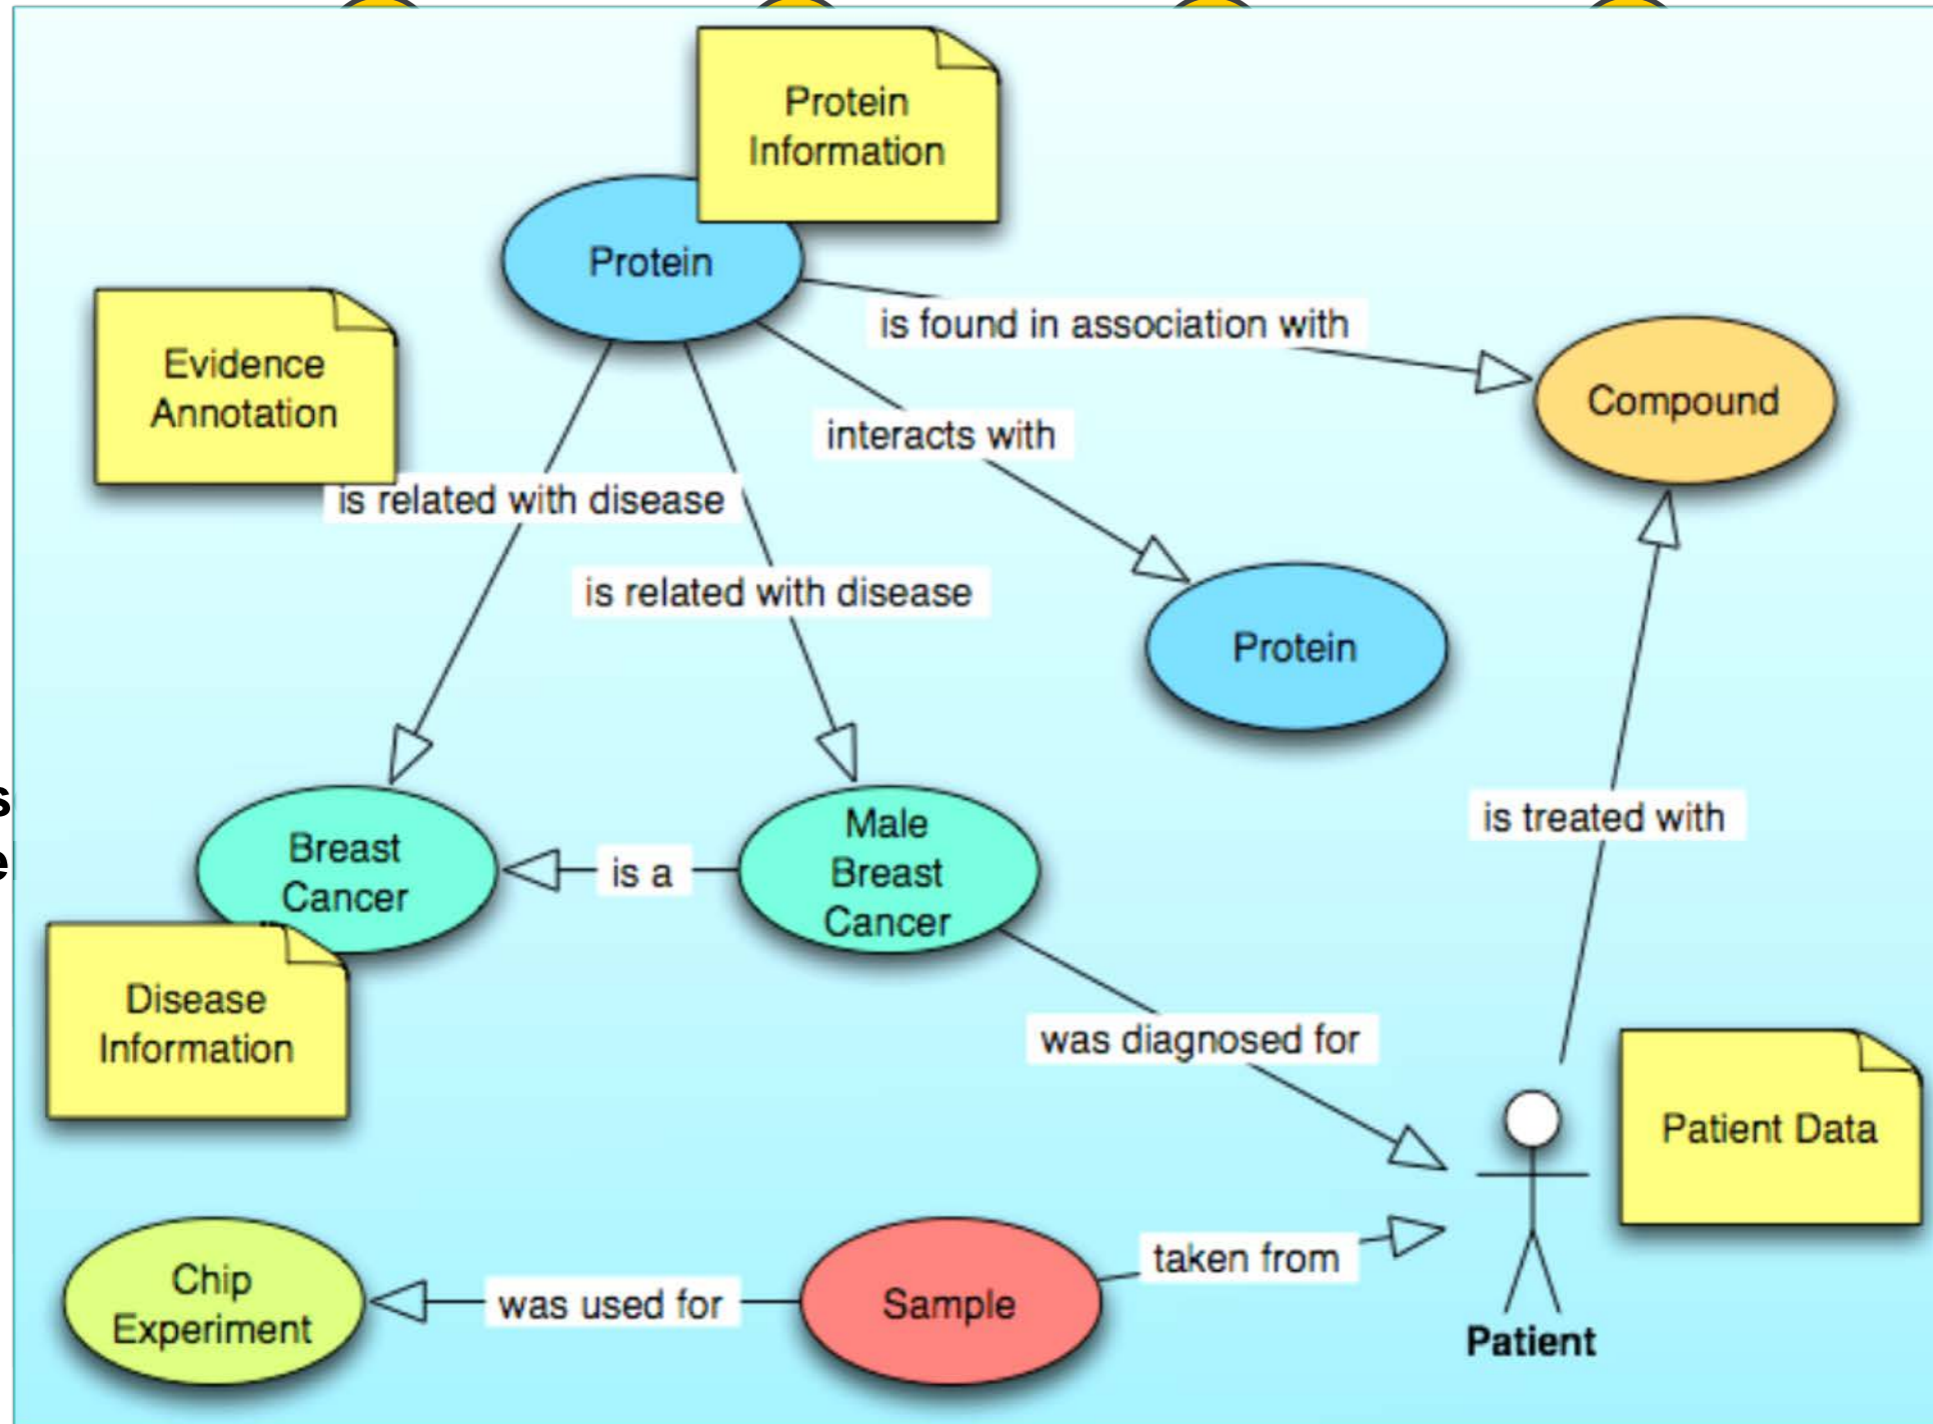 Protein
Information
Protein
is found in association with
Evidence
Annotation
Compound
interacts with
is related with disease
is related with disease
Protein
s
e
is treated with
Breast
Cancer
is a
Male
Breast
Cancer
Disease
Information
was diagnosed for
Patient Data
taken from
Chip
Experiment
was used for
Sample
Patient